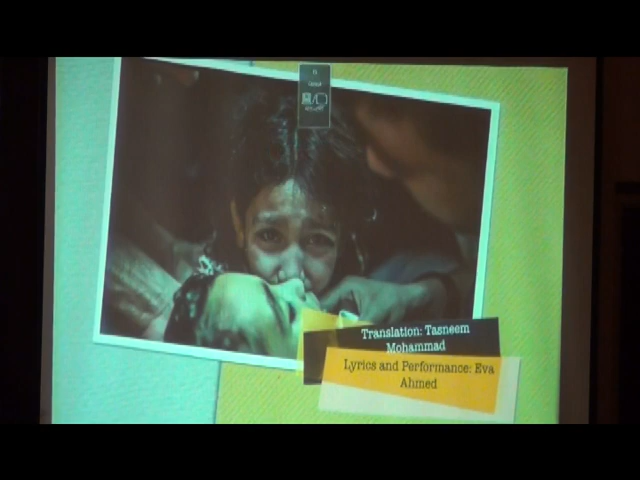 Translation: Tasneem
Mohammad
Lyrics and Performance: Eva
Ahmed